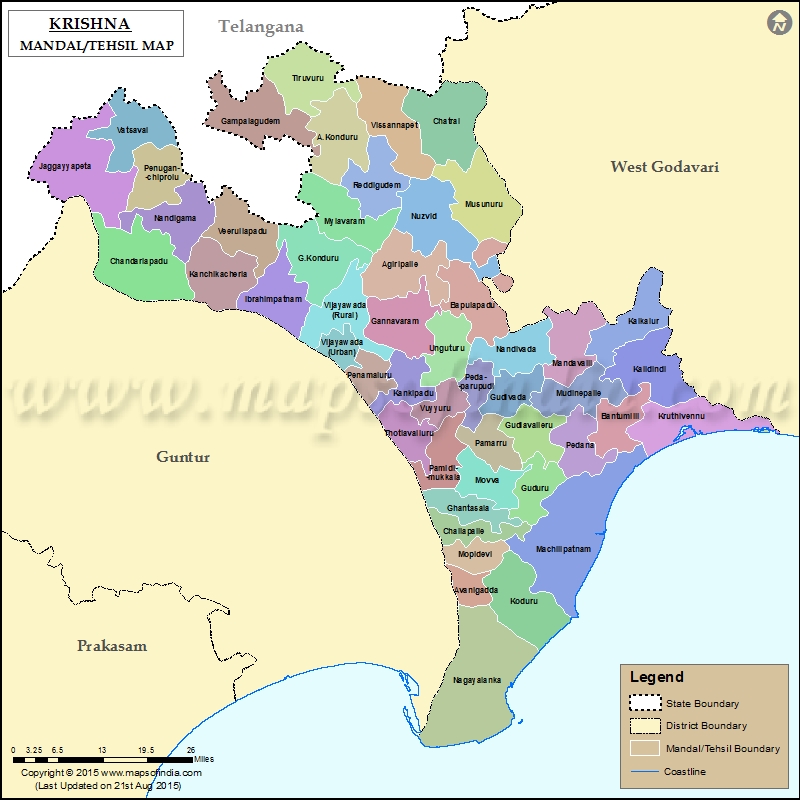 KRISHNA
MANDAL/TEHSIL MAP
Telangana
N
Tiruvuru
Gampalagudem
A.Konduru
Vissannapet
Chatrai
Vatsavai
Jaggayyapeta
Penugan-
-chiprolu
West Godavari
Reddigudem
Musunuru
Nuzvid
Nandigama
Mylavaram
Veerullapadu
Chandarlapadu
G.Konduru
Agiripalle
Kanchikacherla
Ibrahimpatnam
Vijayawada
(Rural)
Bapulapadu
Gannavaram
Kaikalur
Vijayawada
(Urban)
Unguturu
Nandivada
Mandavalli
Kalidindi
Penamaluru
Peda-
-parupudi
Kankipadu
Gudivada
Mudinepalle
www.mapsofindia.com
Vuyyuru
Bantumilli
Kruthivennu
Thotlavalluru
Gudlavalleru
Pamarru
Pedana
Guntur
Pamidi-
-mukkala
Movva
Guduru
Ghantasala
Challapalle
Machilipatnam
Mopidevi
Avanigadda
Koduru
Prakasam
Nagayalanka
Legend
State Boundary
District Boundary
Mandal/Tehsil Boundary
Coastline
0 3.25 6.5 13 19.5 26
Miles
Copyright © 2015 www.mapsofindia.com
(Last Updated on 21st Aug 2015)